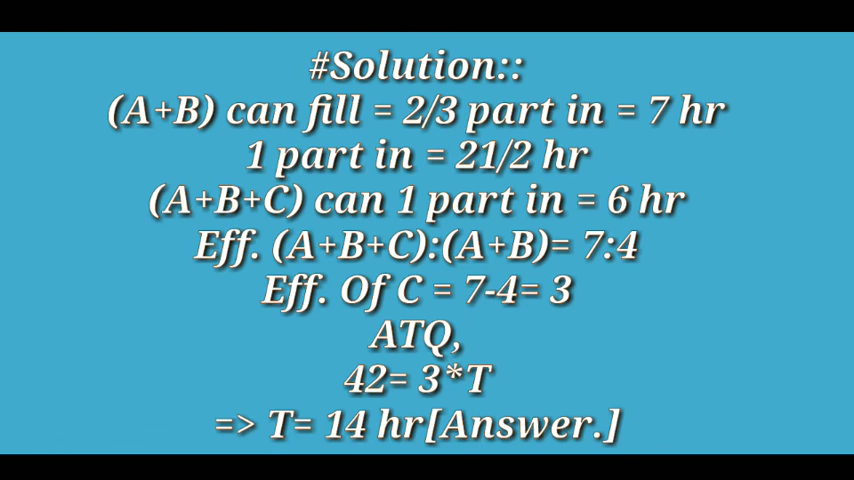 #Solution::
(A+B) can fill = 2/3 part in = 7 hr
1 part in = 21/2 hr
(A+B+C) can 1 part in = 6 hr
Eff. (A+B+C):(A+B)= 7:4
Eff. Of C = 7-4= 3
ATQ,
42= 3*T
=> T= 14 hr[Answer.]